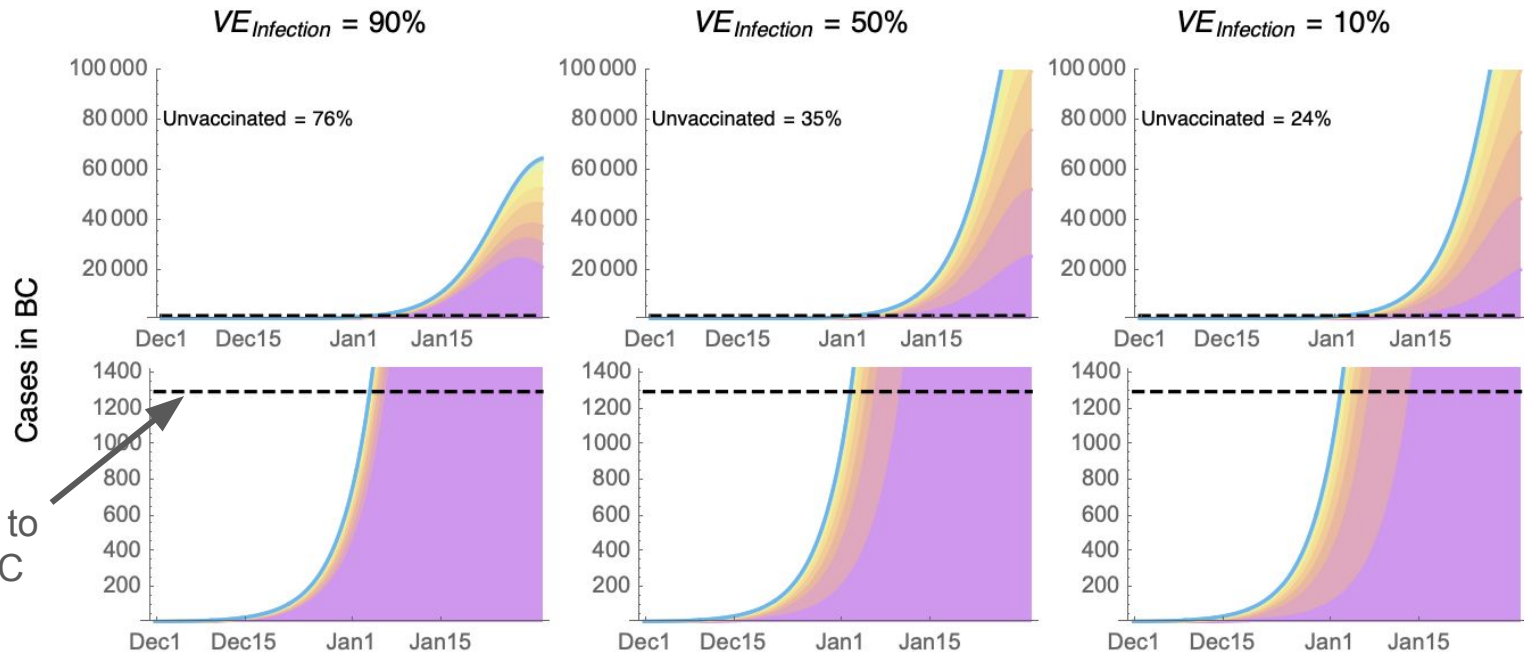 VE Infection = 90%
VE Infection = 50%
VE Infection = 10%
Cases in BC
100 000
80 000
60 000
40 000
20 000
Unvaccinated = 76%
Dec1 Dec15 Jan1 Jan15
100 000
80 000
60 000
40 000
20 000
Unvaccinated = 35%
Dec1 Dec15 Jan1 Jan15
100 000
80 000
60 000
40 000
20 000
Unvaccinated = 24%
Dec1 Dec15 Jan1 Jan15
1400
1200
1000
800
600
400
200
Dec1 Dec15 Jan1 Jan15
1400
1200
1000
800
600
400
200
Dec1 Dec15 Jan1 Jan15
1400
1200
1000
800
600
400
200
Dec1 Dec15 Jan1 Jan15
to
C